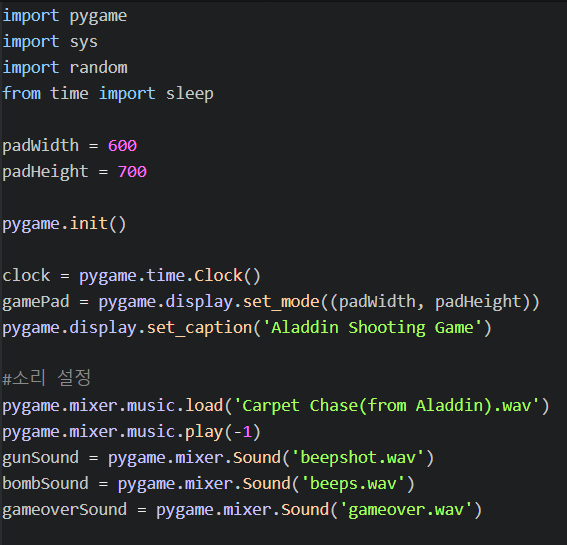 import pygame
import sys
import random
from time import sleep
padWidth = 600
padHeight = 700
pygame.init()
clock = pygame.time.Clock()
gamePad = pygame.display.set_mode((padWidth, padHeight))
pygame.display.set_caption('Aladdin Shooting Game')
#소리 설정
pygame.mixer.music.load('Carpet Chase(from Aladdin).wav')
pygame.mixer.music.play(-1)
gunSound = pygame.mixer.Sound('beepshot.wav')
bombSound = pygame.mixer.Sound('beeps.wav')
gameoverSound = pygame.mixer.Sound('gameover.wav')